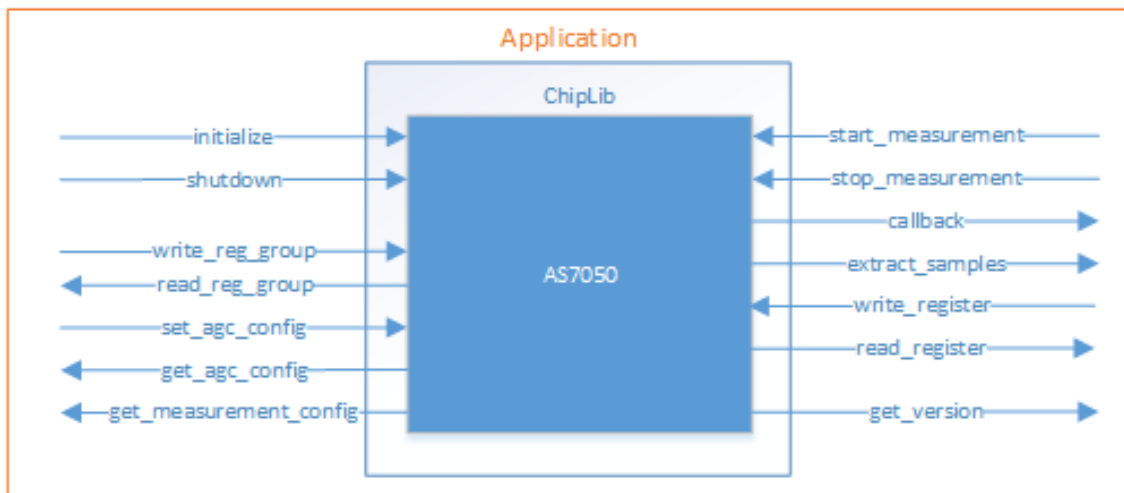 Application
ChipLib
initialize
shutdown
write_reg_group
read_reg_group
set_agc_config
get_agc_config
get_measurement_config
AS7050
start_measurement
stop_measurement
callback
extract_samples
write_register
read_register
get_version